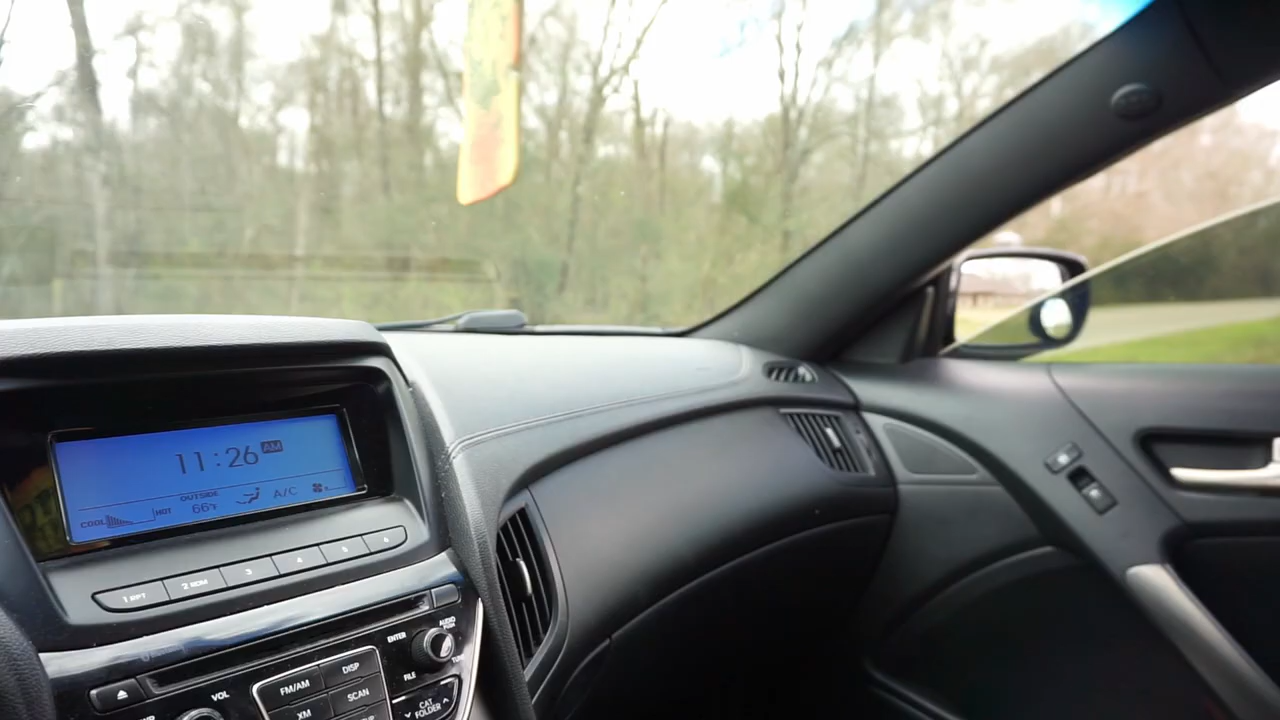 11:26 AM
OUTSIDE
COOL HOT 66°F A/C
1 RPT 2 RDM 3 4 5 6
AUDIO
ENTER
TUNE
FILE
DISP
FM/AM
VOL
SCAN
XM
CAT
FOLDER